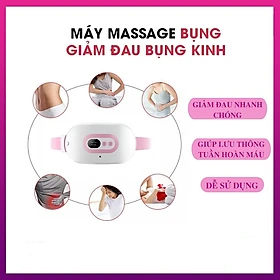 MÁY MASSAGE BỤNG
GIẢM ĐAU BỤNG KINH
GIẢM ĐAU NHANH
CHÓNG
GIÚP LƯU THÔNG
TUẦN HOÀN MÁU
DỄ SỬ DỤNG